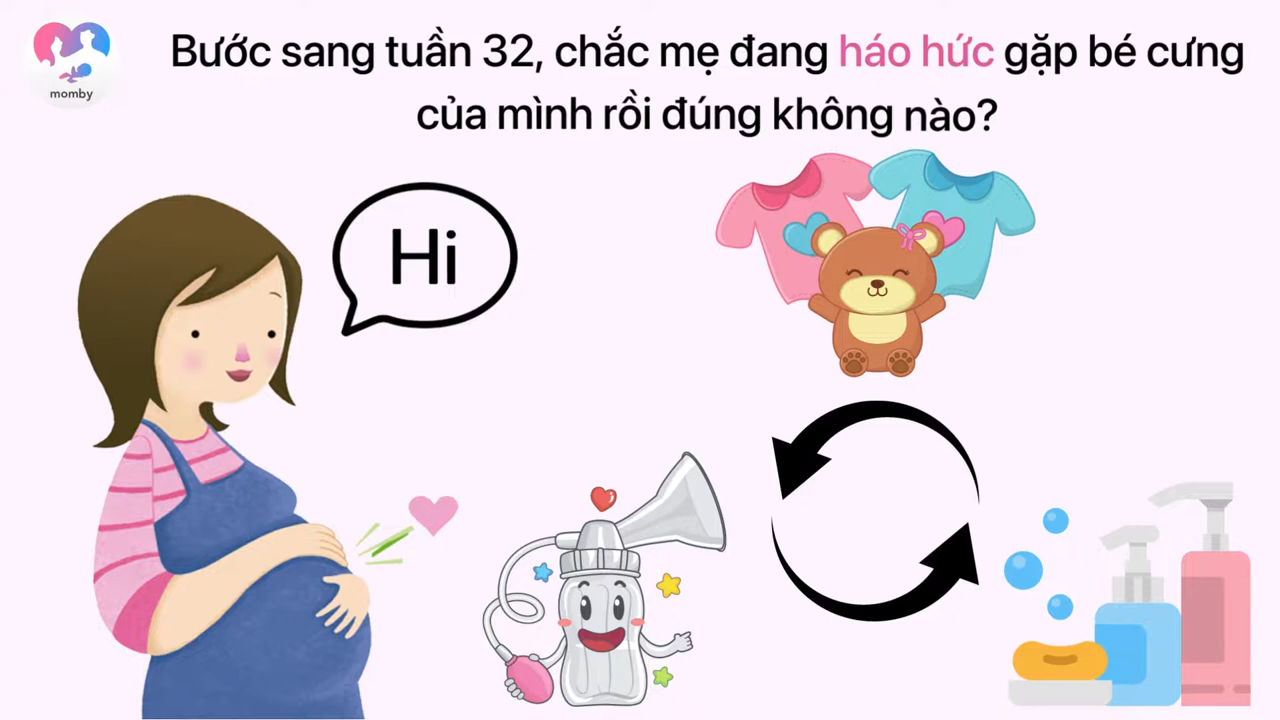 momby
Bước sang tuần 32, chắc mẹ đang háo hức gặp bé cưng
của mình rồi đúng không nào?
Hi